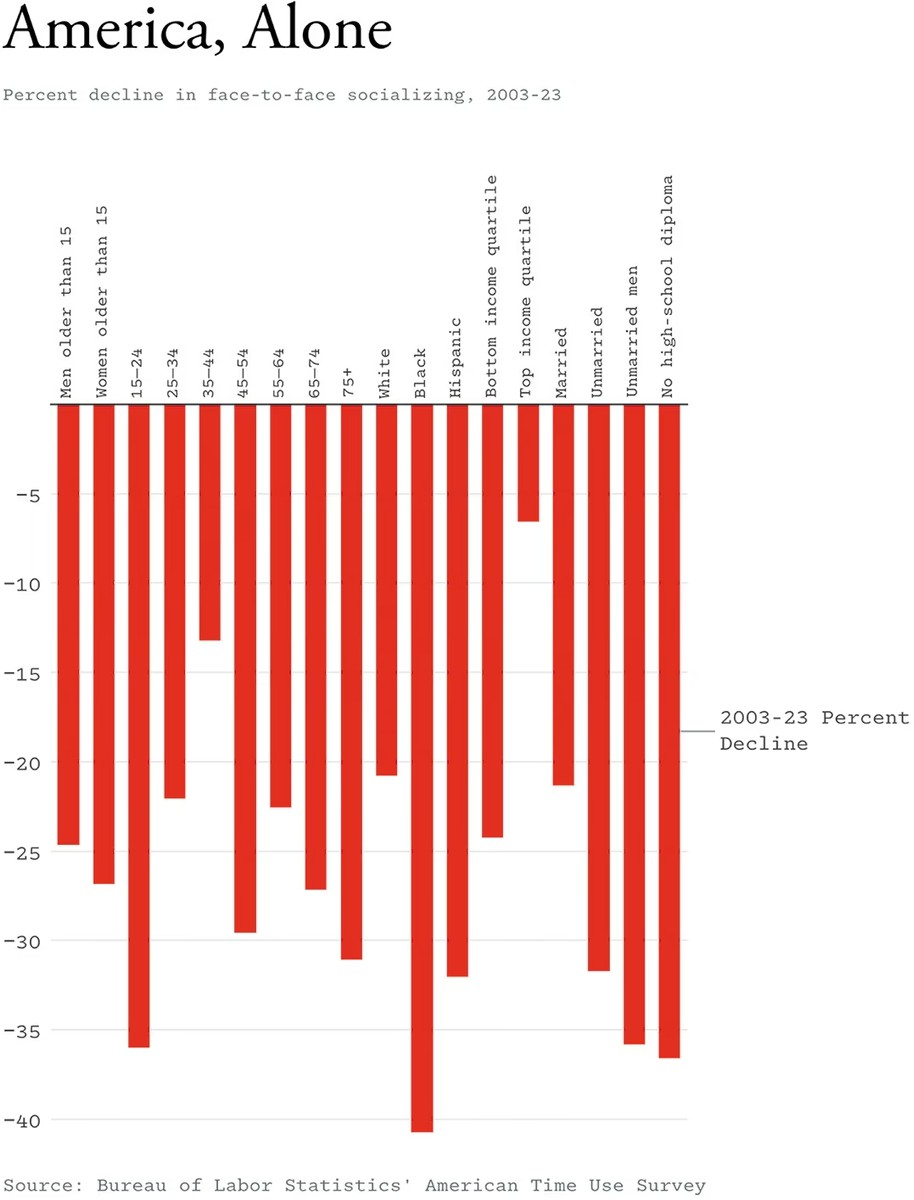 America, Alone
Percent decline in face-to-face socializing, 2003-23
Men older than 15
Women older than 15
15–24
25–34
35–44
45–54
55–64
65–74
75+
White
Black
Hispanic
Bottom income quartile
Top income quartile
Married
Unmarried
Unmarried men
No high-school diploma
−5
−10
−15
−20
−25
−30
−35
−40
2003-23 Percent
Decline
Source: Bureau of Labor Statistics' American Time Use Survey